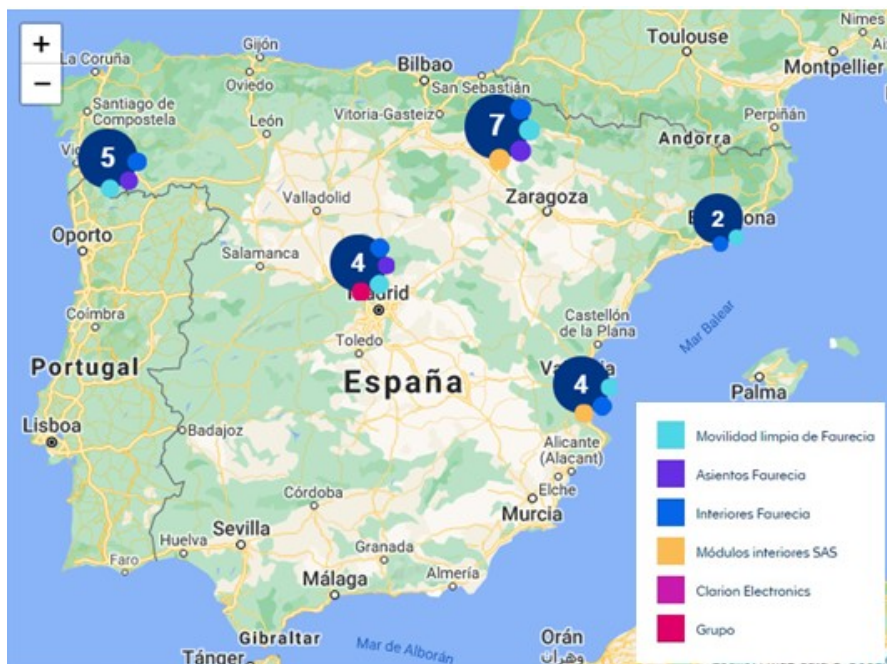 +
−
La Coruña
Gijón
Oviedo
Santiago de
Compostela
León
Bilbao
San Sebastián
Vitoria-Gasteiz
Toulouse
Nimes
Montpellier
Perpiñán
Andorra
5
7
Oporto
Valladolid
Zaragoza
2
Salamanca
4
Madrid
Coímbra
Toledo
Castellón
de la Plana
Mar Balear
Portugal
España
4
Palma
Lisboa
Badajoz
Alicante
(Alacant)
Elche
Murcia
Córdoba
Sevilla
Huelva
Faro
Granada
Málaga
Almería
Gibraltar
Mar de Alborán
Tánger
Orán
وهران
Movilidad limpia de Faurecia
Asientos Faurecia
Interiores Faurecia
Módulos interiores SAS
Clarion Electronics
Grupo